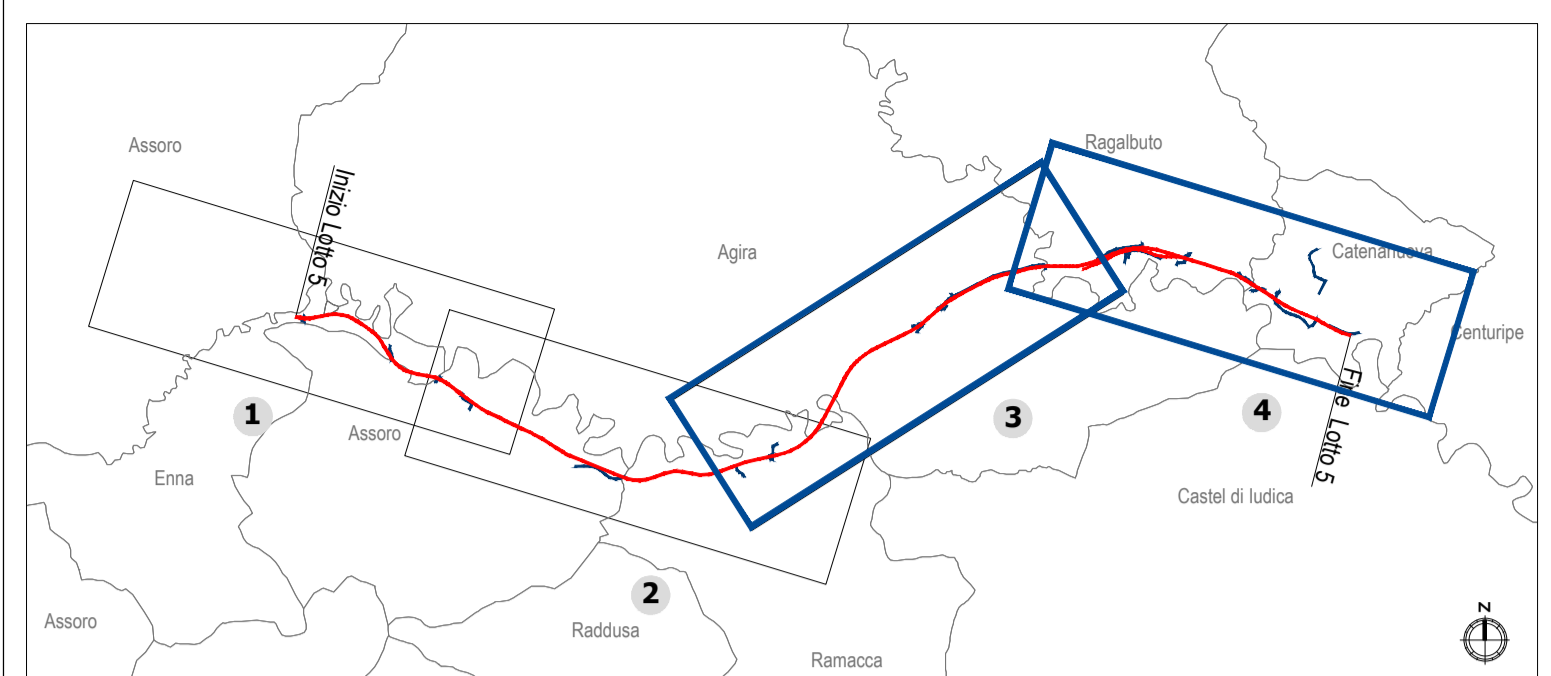 Ragalbuto
Assoro
Inizio Lotto 5
Agira
Catenanuova
Centuripe
1
3
4
Assoro
Fine Lotto 5
Enna
Castel di Iudica
2
Assoro
Raddusa
Ramacca
N